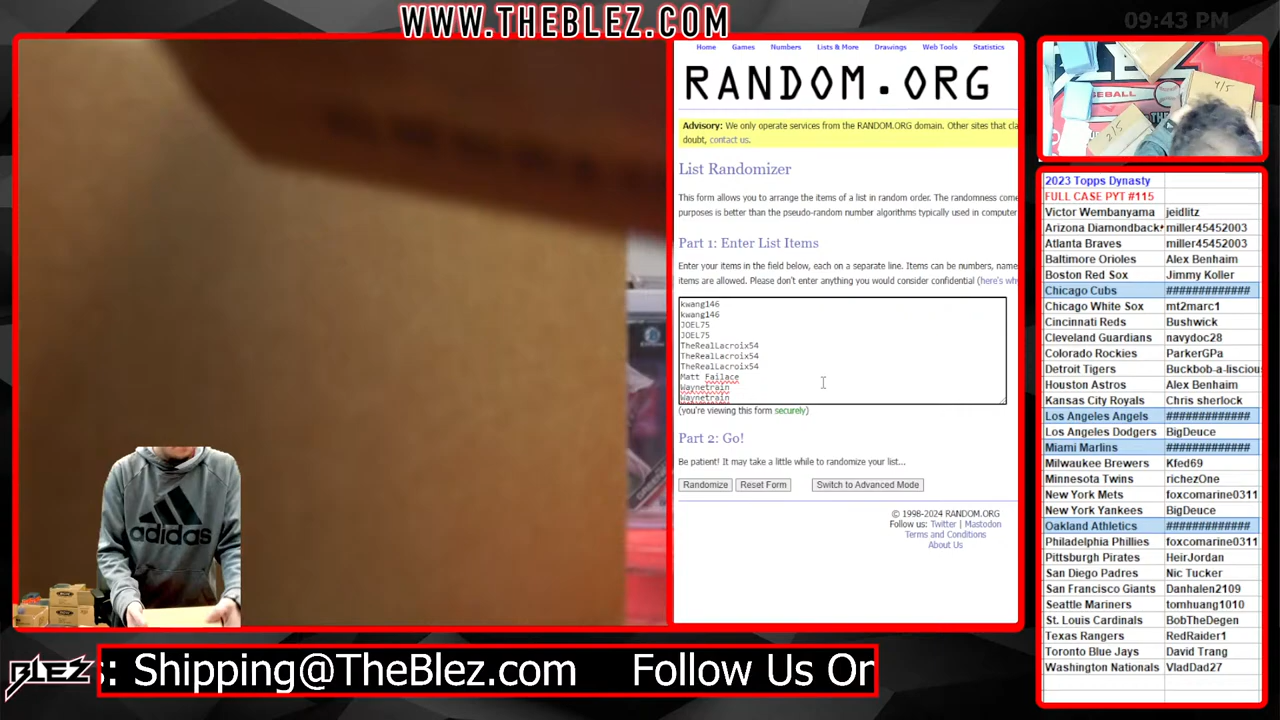 WWW.THEBLEZ.COM
09:43 PM
Home Games Numbers Lists & More Drawings Web Tools Statistics
RANDOM.ORG
Advisory: We only operate services from the RANDOM.ORG domain. Other sites that cla
doubt, contact us.
List Randomizer
This form allows you to arrange the items of a list in random order. The randomness come
purposes is better than the pseudo-random number algorithms typically used in computer
Part 1: Enter List Items
Enter your items in the field below, each on a separate line. Items can be numbers, name
items are allowed. Please don't enter anything you would consider confidential (here's why
kwang146
kwang146
JOEL75
JOEL75
TheRealLacroix54
TheRealLacroix54
TheRealLacroix54
Matt Failace
Waynetrain
Waynetrain
(you're viewing this form securely)
Part 2: Go!
Be patient! It may take a little while to randomize your list...
Randomize Reset Form Switch to Advanced Mode
© 1998-2024 RANDOM.ORG
Follow us: Twitter | Mastodon
Terms and Conditions
About Us
BASEBALL
4/5
2/5
2023 Topps Dynasty
FULL CASE PYT #115
Victor Wembanyama jeidlitz
Arizona Diamondback miller45452003
Atlanta Braves miller45452003
Baltimore Orioles Alex Benhaim
Boston Red Sox Jimmy Koller
Chicago Cubs #############
Chicago White Sox mt2marc1
Cincinnati Reds Bushwick
Cleveland Guardians navydoc28
Colorado Rockies ParkerGPa
Detroit Tigers Buckbob-a-liscious
Houston Astros Alex Benhaim
Kansas City Royals Chris sherlock
Los Angeles Angels #############
Los Angeles Dodgers BigDeuce
Miami Marlins #############
Milwaukee Brewers Kfed69
Minnesota Twins richezOne
New York Mets foxcomarine0311
New York Yankees BigDeuce
Oakland Athletics #############
Philadelphia Phillies foxcomarine0311
Pittsburgh Pirates HeirJordan
San Diego Padres Nic Tucker
San Francisco Giants Danhalen2109
Seattle Mariners tomhuang1010
St. Louis Cardinals BobTheDegen
Texas Rangers RedRaider1
Toronto Blue Jays David Trang
Washington Nationals VladDad27
adidas
BLEZ
: Shipping@TheBlez.com Follow Us Or